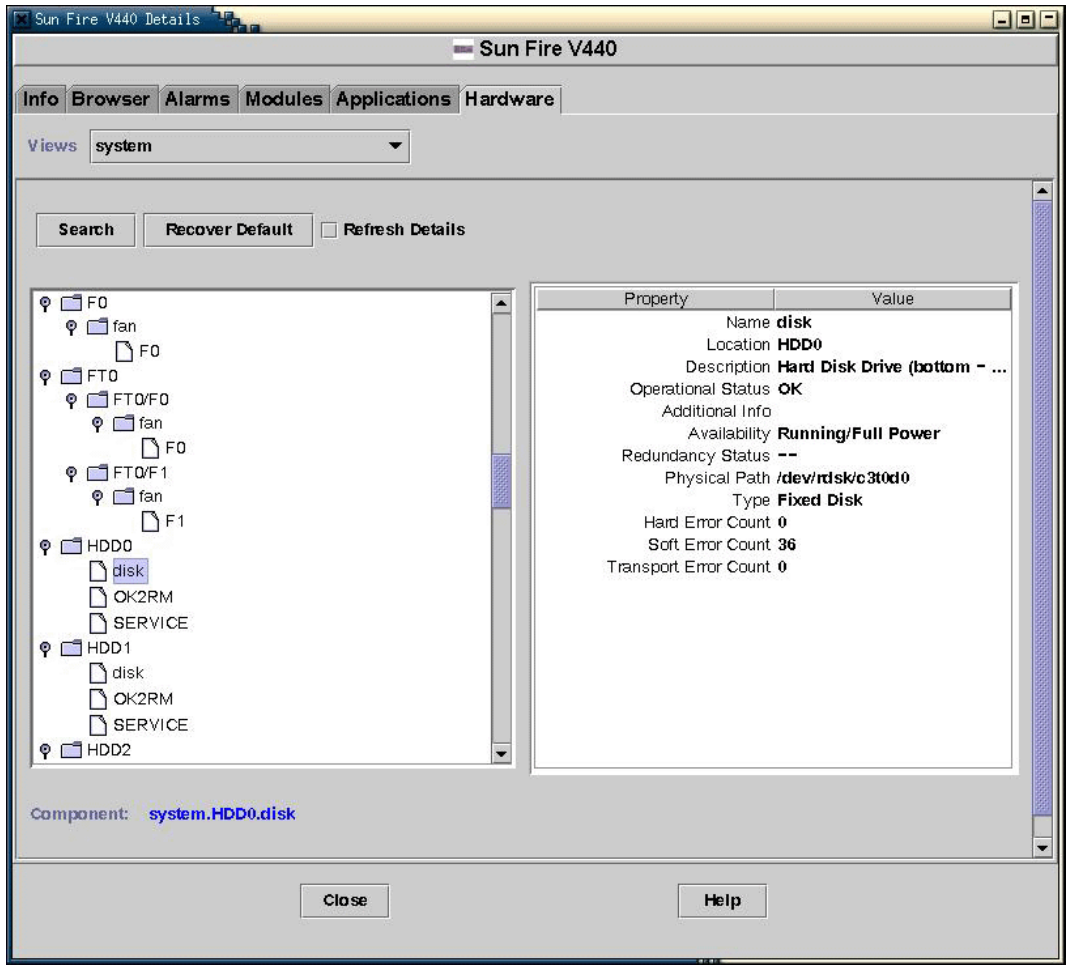 Sun Fire V440 Details
Sun Fire V440
Info Browser Alarms Modules Applications Hardware
Views system
Search Recover Default Refresh Details
F0
fan
F0
FT0
FT0/F0
fan
F0
FT0/F1
fan
F1
HDD0
disk
OK2RM
SERVICE
HDD1
disk
OK2RM
SERVICE
HDD2
Property Value
Name disk
Location HDD0
Description Hard Disk Drive (bottom - ...
Operational Status OK
Additional Info
Availability Running/Full Power
Redundancy Status --
Physical Path /dev/rdsk/c3t0d0
Type Fixed Disk
Hard Error Count 0
Soft Error Count 36
Transport Error Count 0
Component: system.HDD0.disk
Close Help